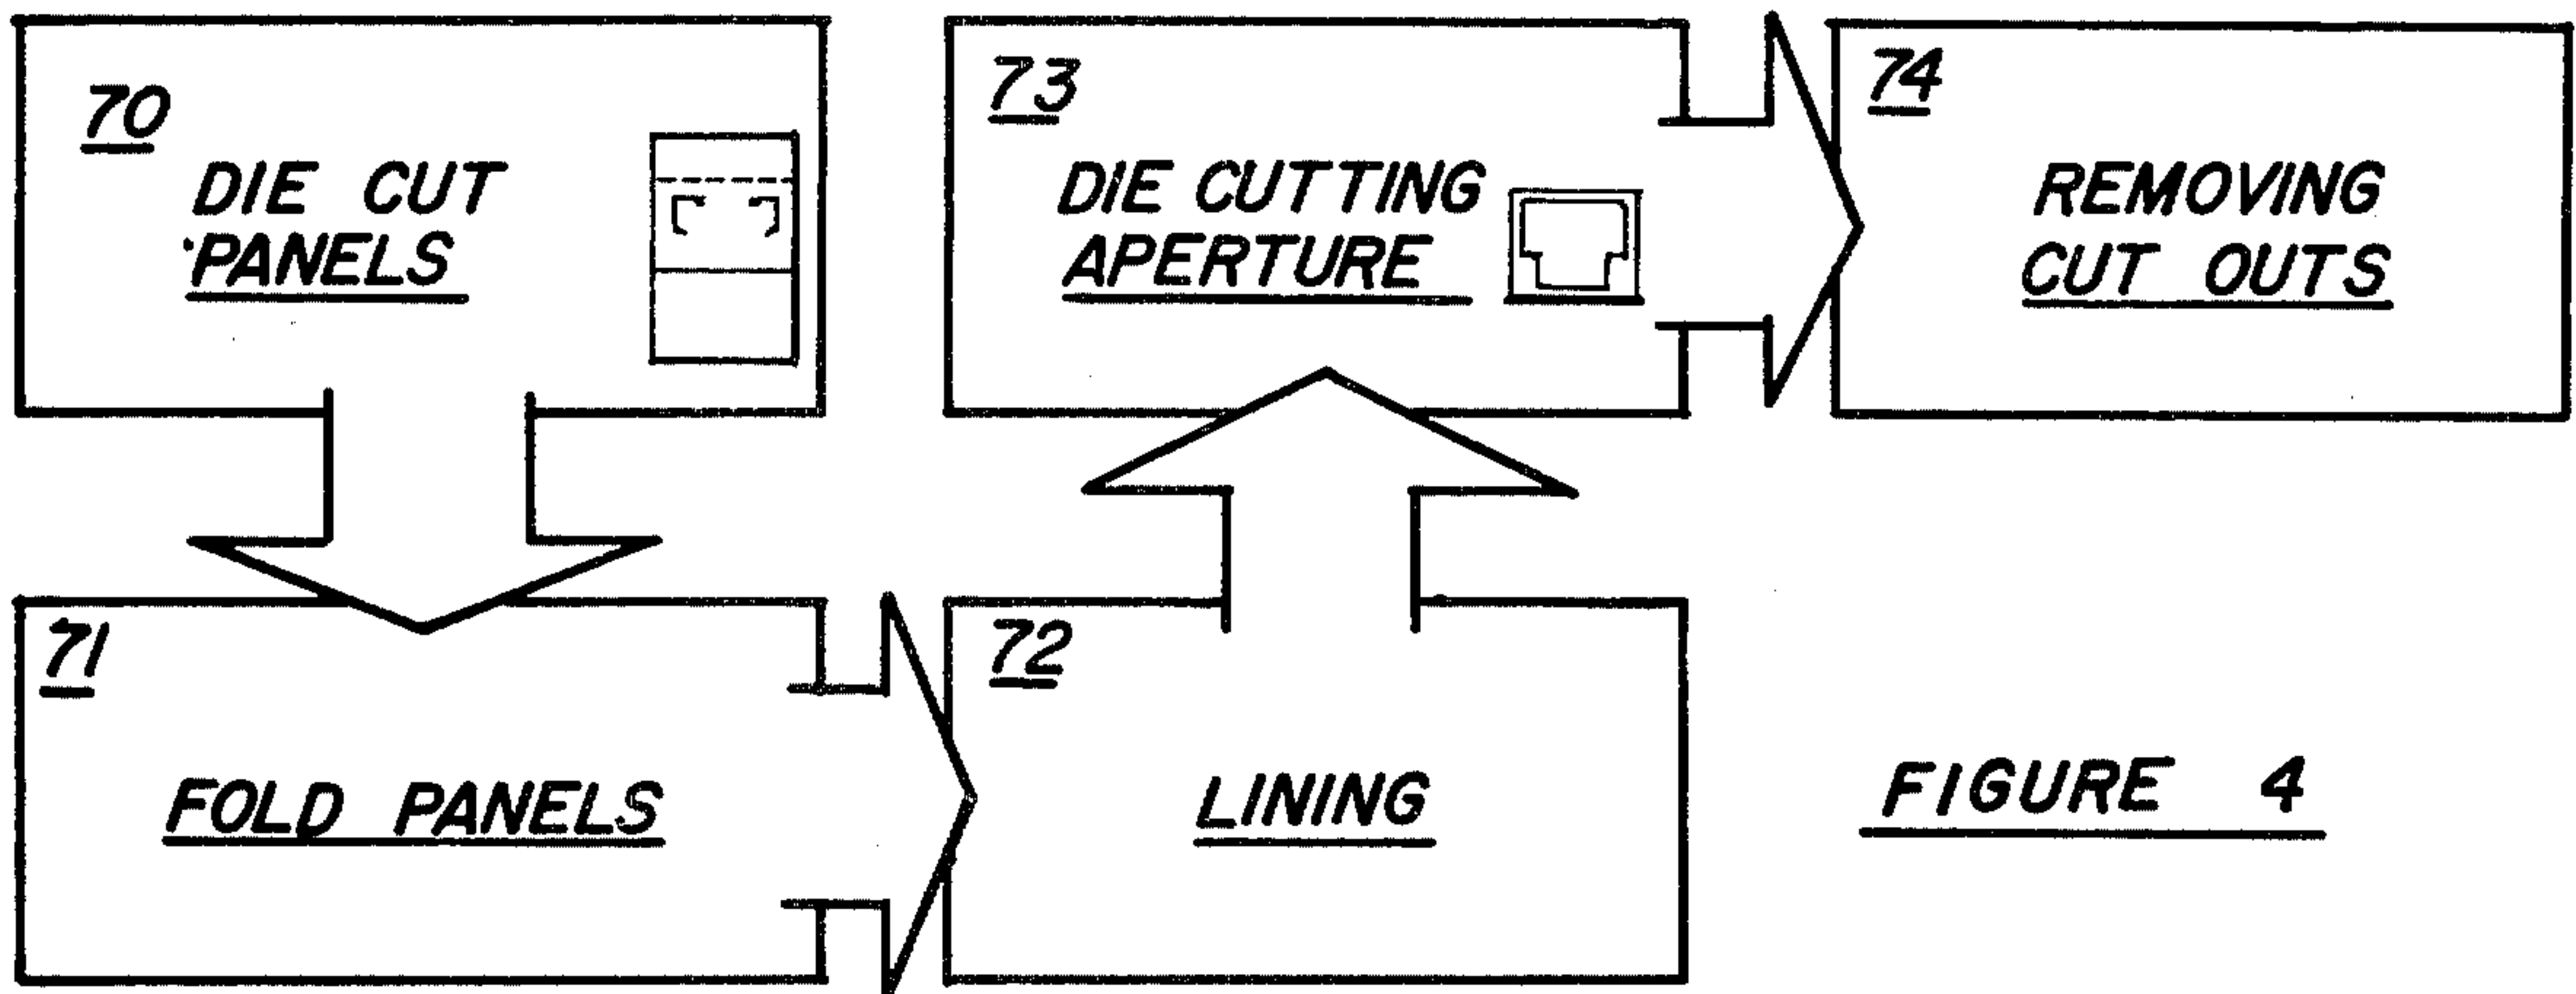 70
DIE CUT
PANELS
71
FOLD PANELS
72
LINING
73
DIE CUTTING
APERTURE
74
REMOVING
CUT OUTS
FIGURE 4